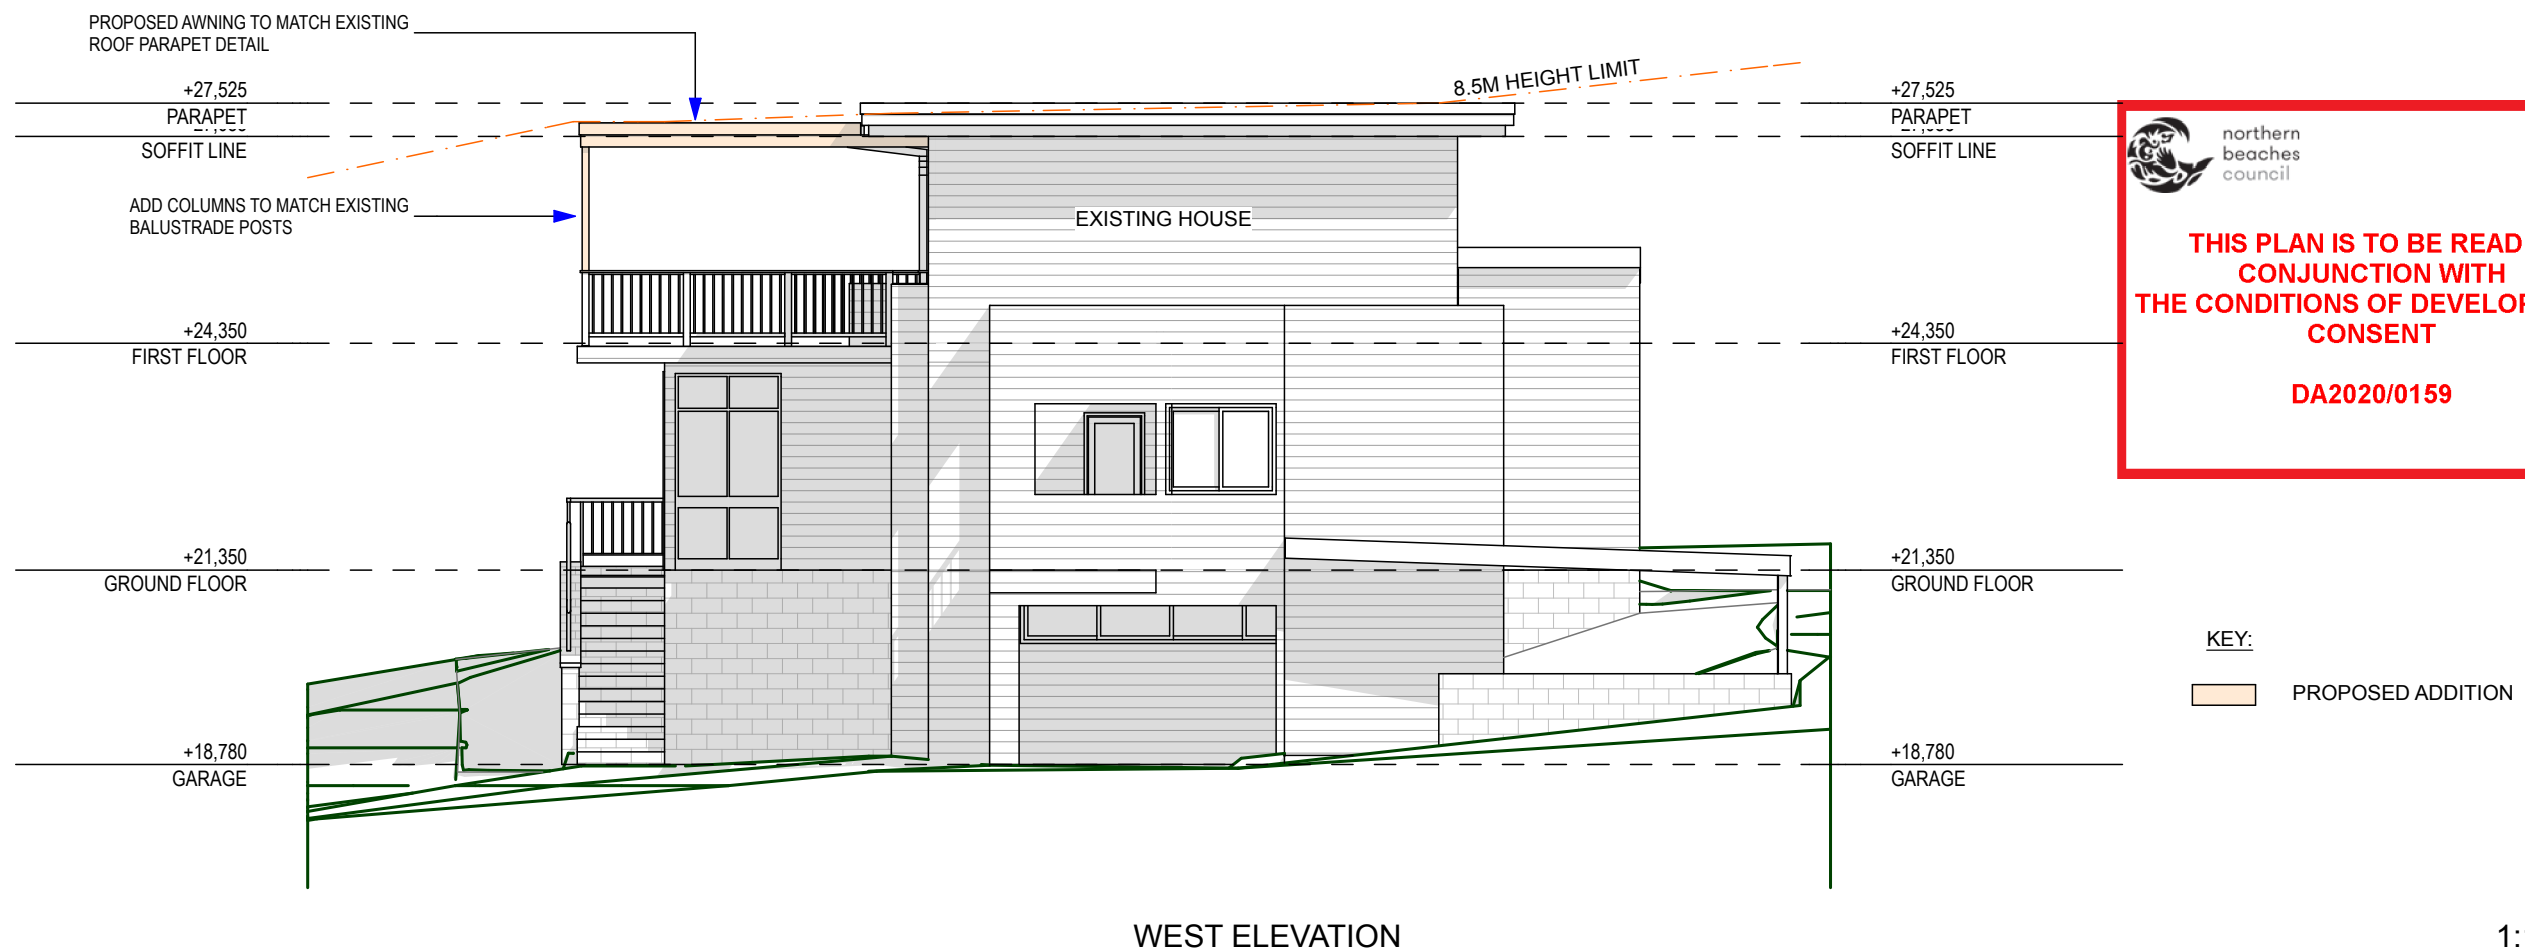 PROPOSED AWNING TO MATCH EXISTING
ROOF PARAPET DETAIL
+27,525
PARAPET
SOFFIT LINE
ADD COLUMNS TO MATCH EXISTING
BALUSTRADE POSTS
+24,350
FIRST FLOOR
+21,350
GROUND FLOOR
+18,780
GARAGE
8.5M HEIGHT LIMIT
EXISTING HOUSE
+27,525
PARAPET
SOFFIT LINE
+24,350
FIRST FLOOR
+21,350
GROUND FLOOR
+18,780
GARAGE
northern
beaches
council
THIS PLAN IS TO BE READ
CONJUNCTION WITH
THE CONDITIONS OF
CONSENT
DA2020/0159
KEY:
PROPOSED ADDITION
WEST ELEVATION
1: